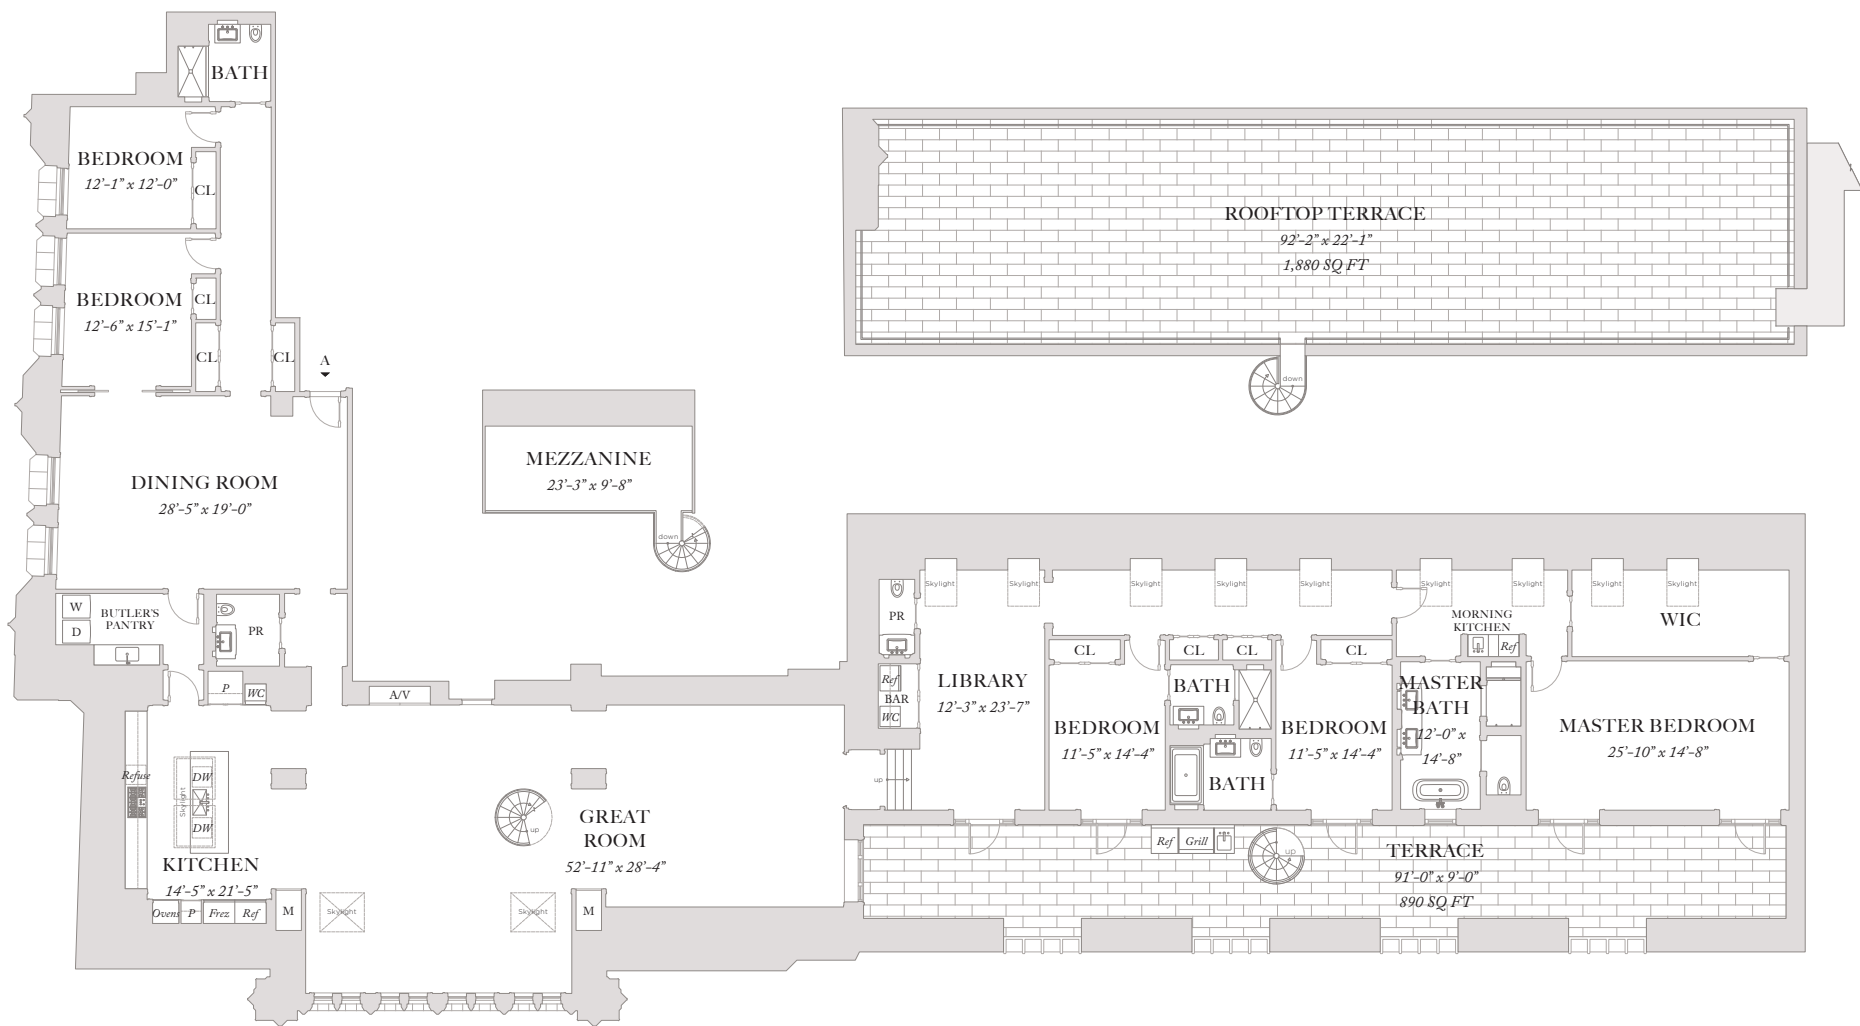 BATH
BEDROOM
12'-1" x 12'-0"
CL
BEDROOM
12'-6" x 15'-1"
CL
CL
CL
A
DINING ROOM
28'-5" x 19'-0"
W
D
BUTLER'S
PANTRY
PR
P
WC
A/V
Refuse
Skylight
DW
DW
KITCHEN
14'-5" x 21'-5"
Ovens
P
Frez
Ref
M
Skylight
up
GREAT
ROOM
52'-11" x 28'-4"
Skylight
M
MEZZANINE
23'-3" x 9'-8"
down
ROOFTOP TERRACE
92'-2" x 22'-1"
1,880 SQ FT
down
Skylight
Skylight
Skylight
Skylight
Skylight
Skylight
Skylight
Skylight
Skylight
PR
Ref
BAR
WC
up
LIBRARY
12'-3" x 23'-7"
CL
BEDROOM
11'-5" x 14'-4"
CL
CL
BATH
BATH
CL
BEDROOM
11'-5" x 14'-4"
MORNING
KITCHEN
Ref
MASTER
BATH
12'-0" x
14'-8"
WIC
MASTER BEDROOM
25'-10" x 14'-8"
Ref
Grill
up
TERRACE
91'-0" x 9'-0"
890 SQ FT